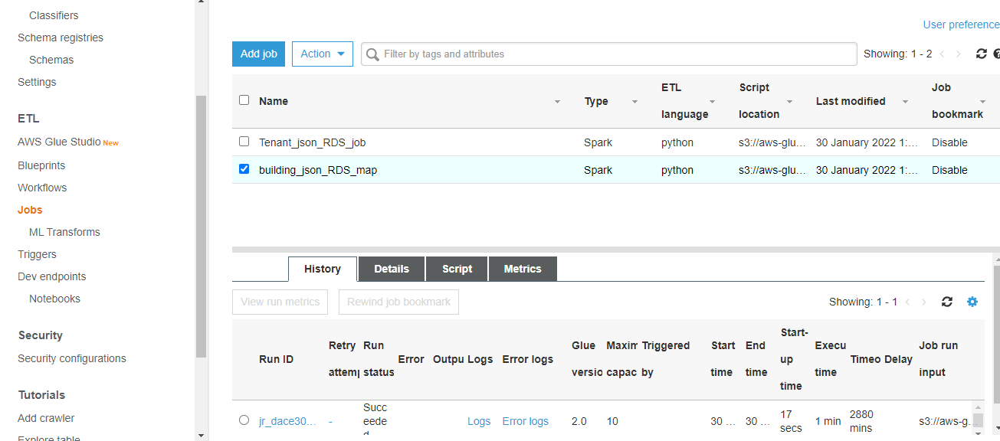 Classifiers
Schema registries
Schemas
Settings
ETL
AWS Glue Studio New
Blueprints
Workflows
Jobs
ML Transforms
Triggers
Dev endpoints
Notebooks
Security
Security configurations
Tutorials
Add crawler
Explore table
User preference
Add job
Action
Filter by tags and attributes
Showing: 1 - 2
Name
Type
ETL
language
Script
location
Last modified
Job
bookmark
Tenant_json_RDS_job Spark python s3://aws-glu... 30 January 2022 1:... Disable
building_json_RDS_map Spark python s3://aws-glu... 30 January 2022 1:... Disable
History Details Script Metrics
View run metrics Rewind job bookmark Showing: 1 - 1
Run ID
Retry
attemp
Run
status
Error
Outpu
Logs
Error logs
Glue
versio
Maxim
capac
Triggered
by
Start
time
End
time
Start-
up
time
Execu
time
Timeo
Delay
Job run
input
jr_dace30...
-
Succ
eede
d
Logs
Error logs
2.0
10
30 ...
30 ...
17
secs
1 min
2880
mins
s3://aws-g...